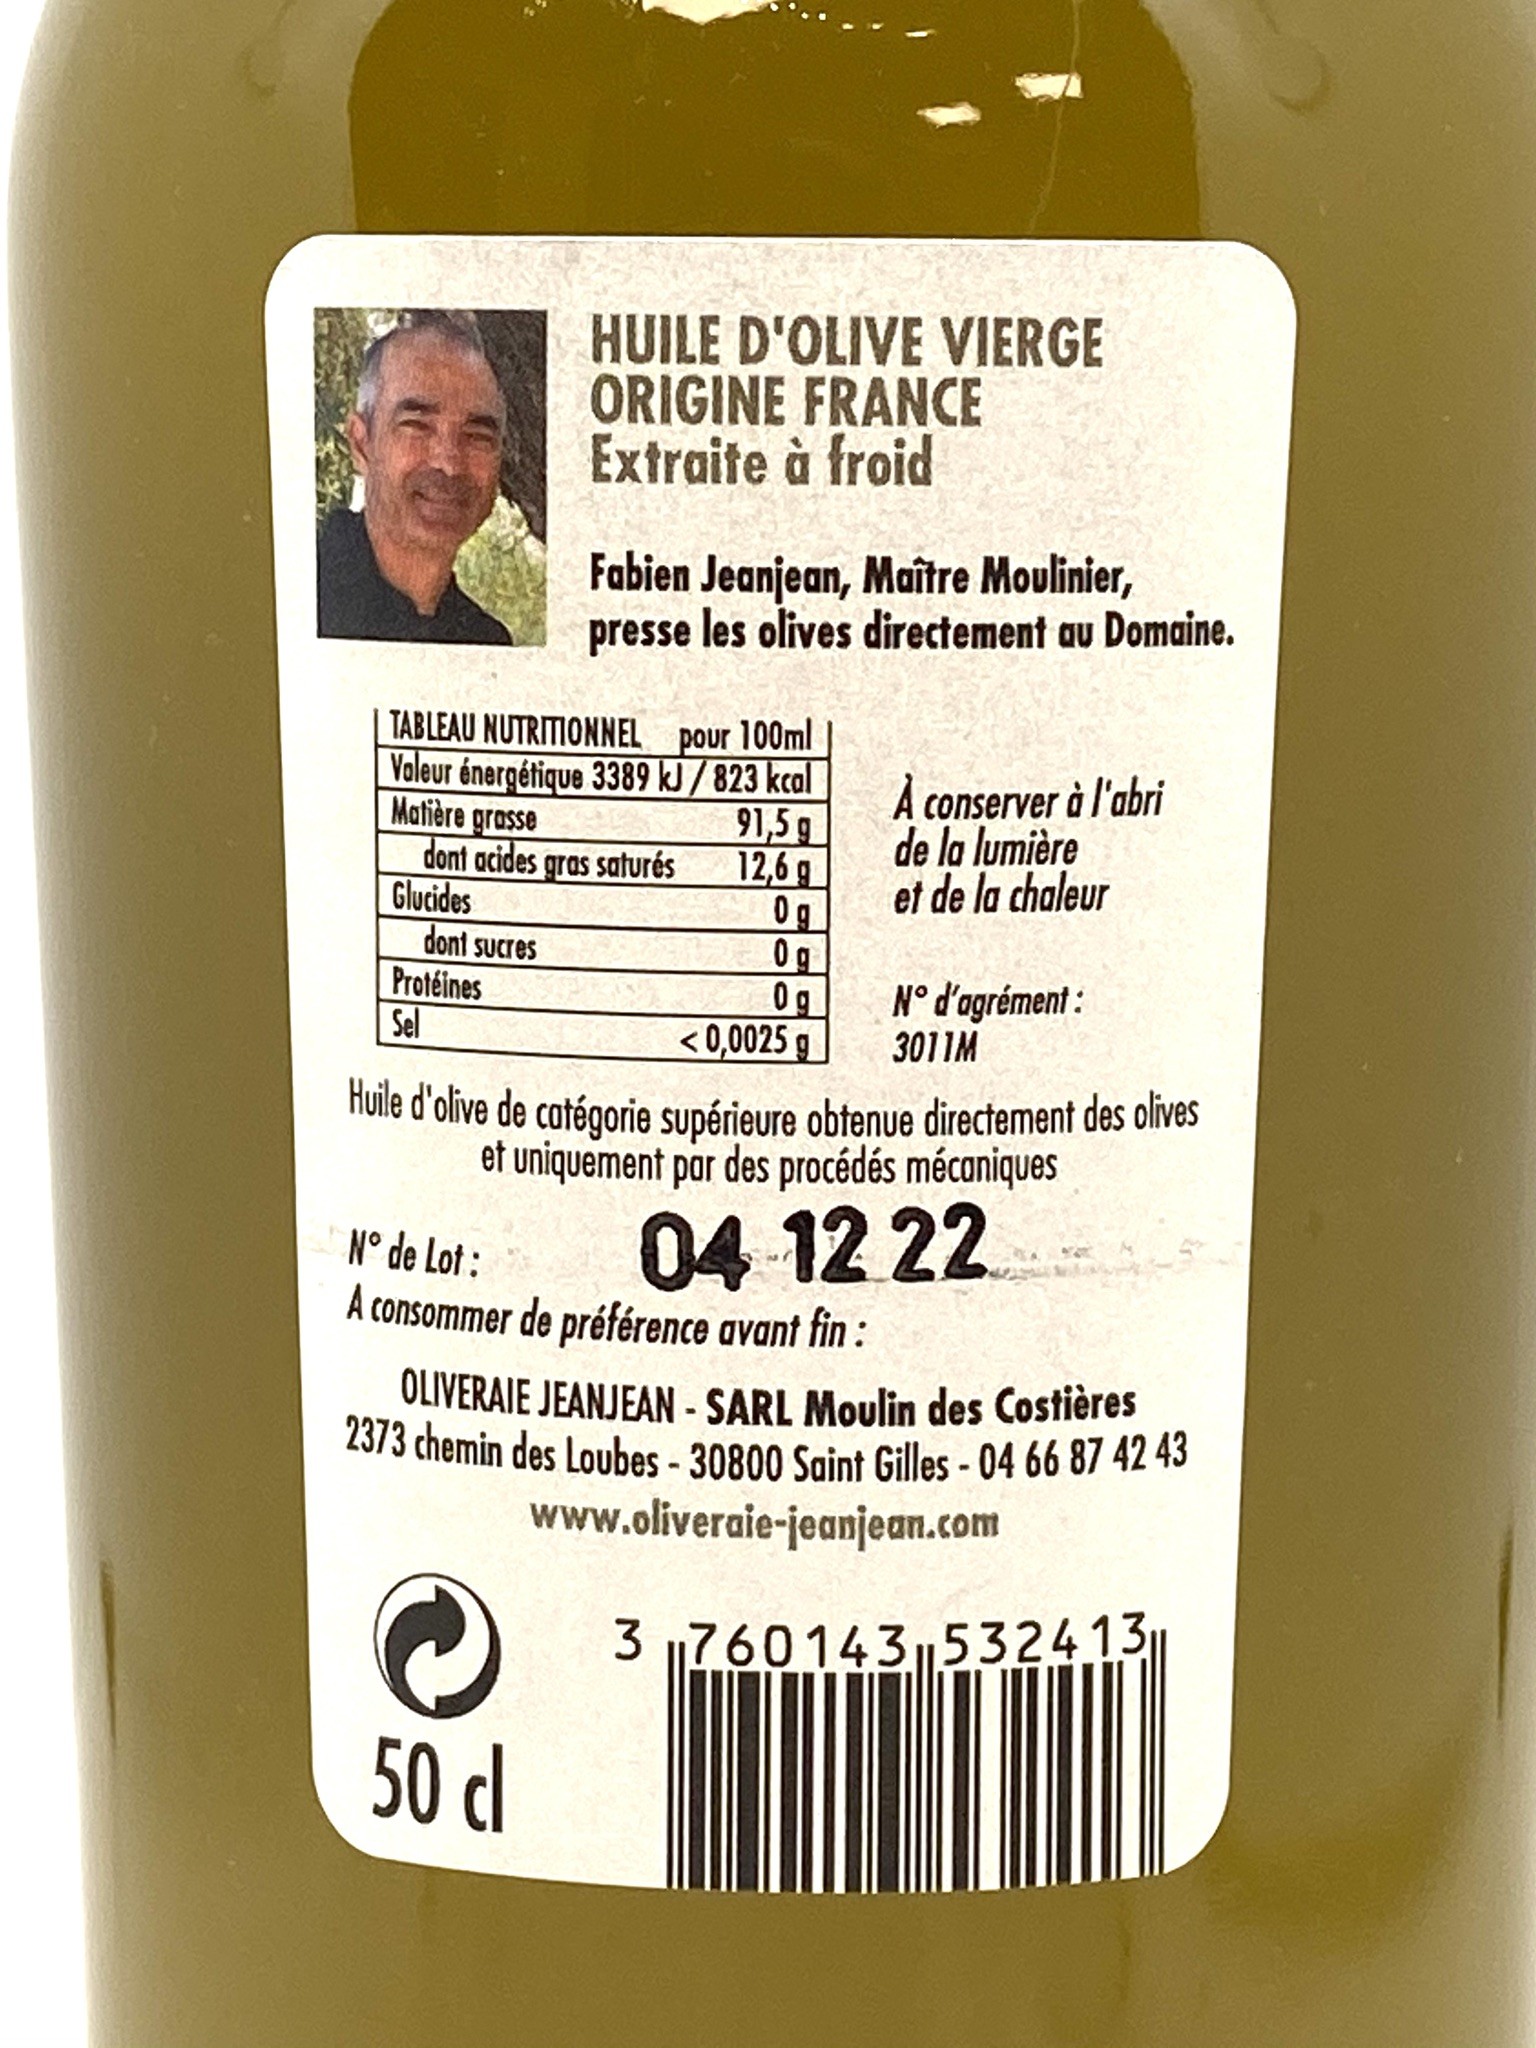 HUILE D'OLIVE VIERGE
ORIGINE FRANCE
Extraite à froid
Fabien Jeanjean, Maître Moulinier,
presse les olives directement au Domaine.
TABLEAU NUTRITIONNEL pour 100ml
Valeur énergétique 3389 kJ / 823 kcal
Matière grasse 91,5 g
dont acides gras saturés 12,6 g
Glucides 0 g
dont sucres 0 g
Protéines 0 g
Sel < 0,0025 g
À conserver à l'abri
de la lumière
et de la chaleur
N° d'agrément :
3011M
Huile d'olive de catégorie supérieure obtenue directement des olives
et uniquement par des procédés mécaniques
N° de Lot : 04 12 22
A consommer de préférence avant fin :
OLIVERAIE JEANJEAN - SARL Moulin des Costières
2373 chemin des Loubes - 30800 Saint Gilles - 04 66 87 42 43
www.oliveraie-jeanjean.com
3 760143 532413
50 cl